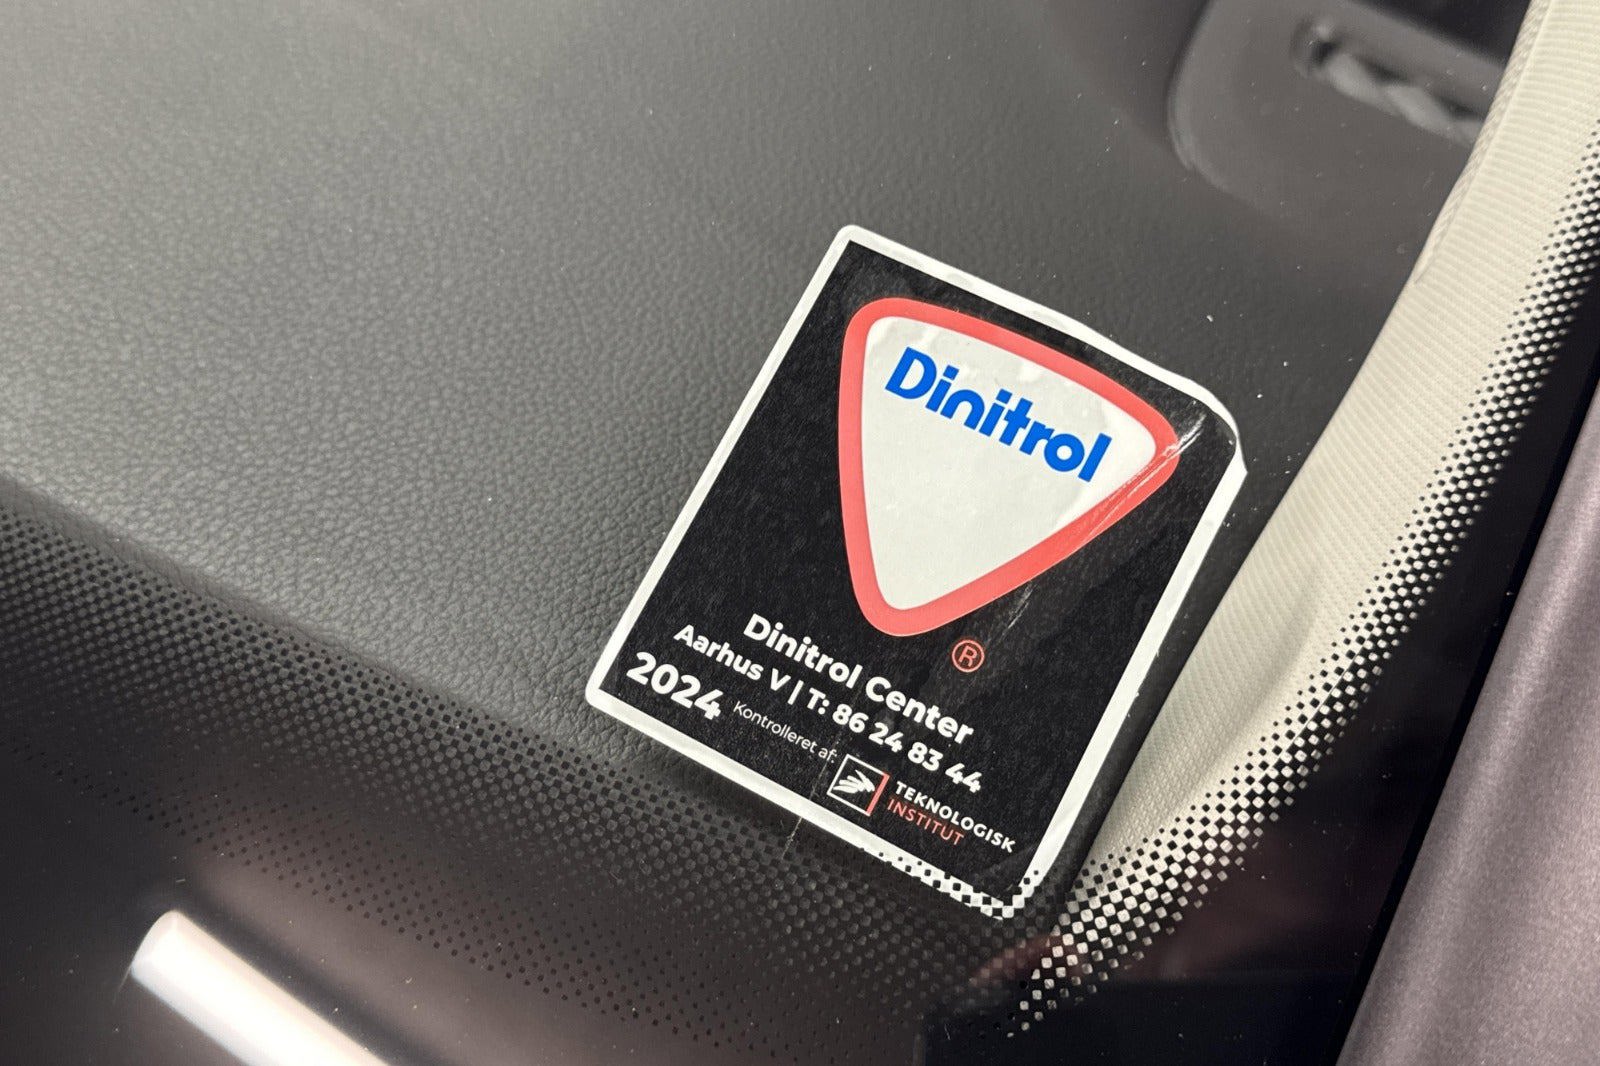 Dinitrol
®
Dinitrol Center
Aarhus V | T: 86 24 83 44
2024
Kontrolleret af:
TEKNOLOGISK
INSTITUT